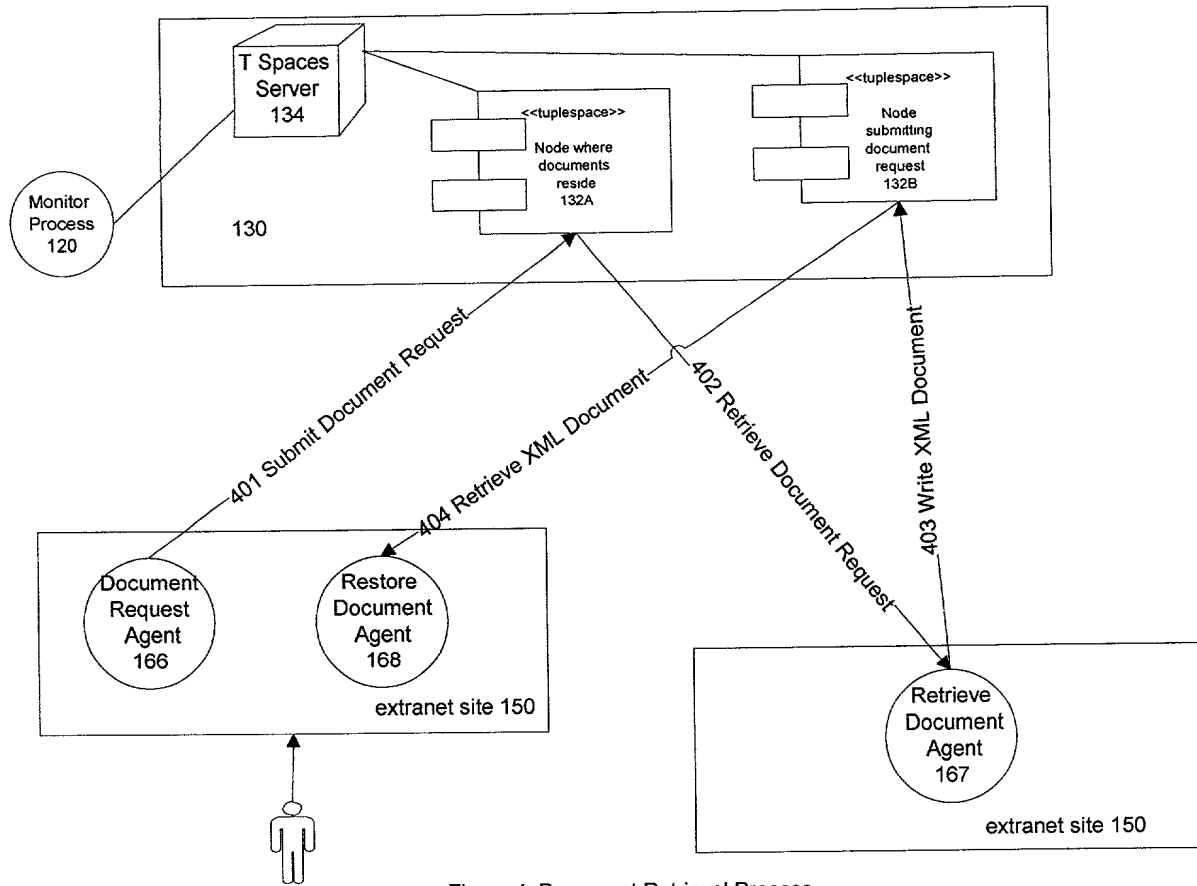 T Spaces
Server
134
<<tuplespace>>
Node where
documents
reside
132A
<<tuplespace>>
Node
submitting
document
request
132B
Monitor
Process
120
130
401 Submit Document Request
404 Retrieve XML Document
402 Retrieve Document Request
403 Write XML Document
Document
Request
Agent
166
Restore
Document
Agent
168
extranet site 150
Retrieve
Document
Agent
167
extranet site 150
Retrieval Process